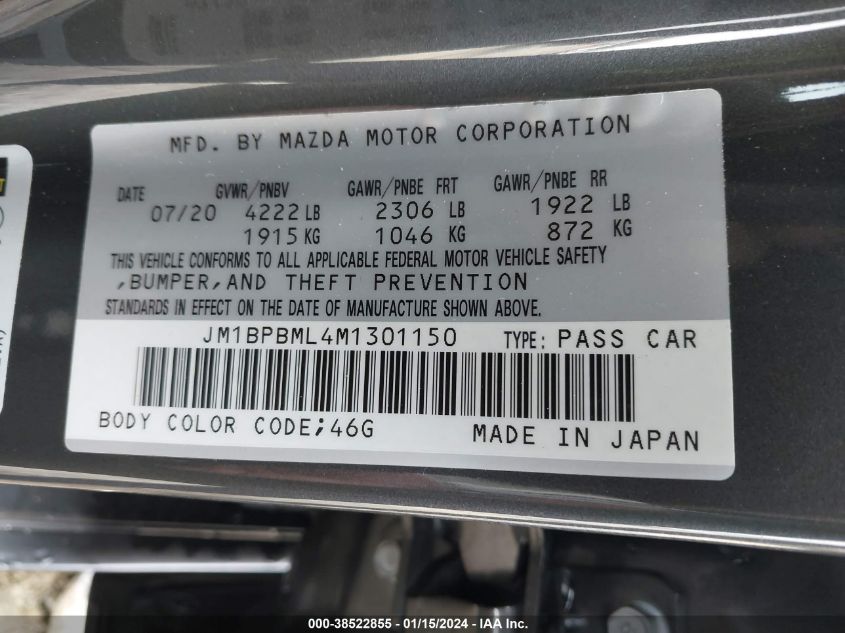 MFD. BY MAZDA MOTOR CORPORATION
DATE GVWR/PNBV GAWR/PNBE FRT GAWR/PNBE RR
07/20 4222 LB 2306 LB 1922 LB
1915 KG 1046 KG 872 KG
THIS VEHICLE CONFORMS TO ALL APPLICABLE FEDERAL MOTOR VEHICLE SAFETY
,BUMPER,AND THEFT PREVENTION
STANDARDS IN EFFECT ON THE DATE OF MANUFACTURE SHOWN ABOVE.
JM1BPBML4M1301150 TYPE: PASS CAR
BODY COLOR CODE;46G MADE IN JAPAN
000-38522855 - 01/15/2024 - IAA Inc.